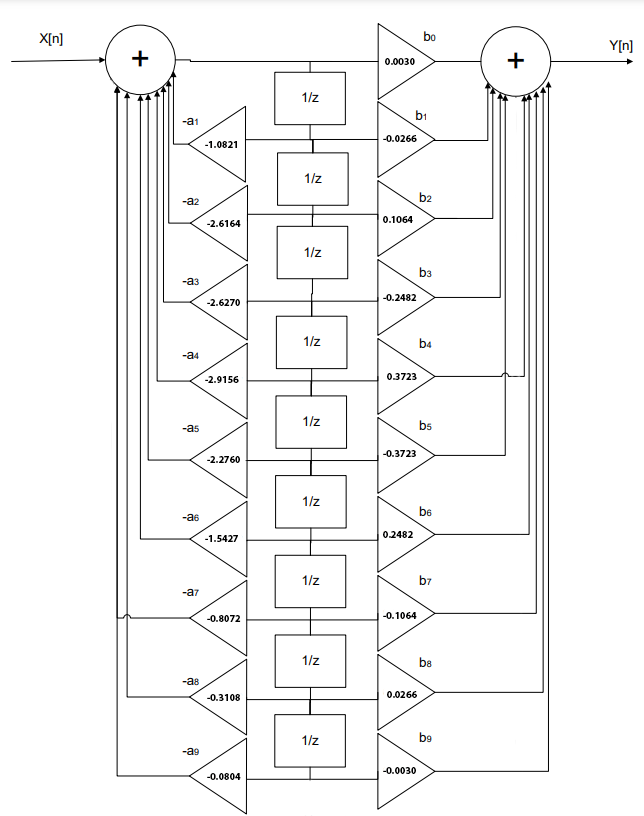 X[n]
+
b0
0.0030
+
Y[n]
1/z
-a1
-1.0821
b1
-0.0266
1/z
-a2
-2.6164
b2
0.1064
1/z
-a3
-2.6270
b3
-0.2482
1/z
-a4
-2.9156
b4
0.3723
1/z
-a5
-2.2760
b5
-0.3723
1/z
-a6
-1.5427
b6
0.2482
1/z
-a7
-0.8072
b7
-0.1064
1/z
-a8
-0.3108
b8
0.0266
1/z
-a9
-0.0804
b9
-0.0030